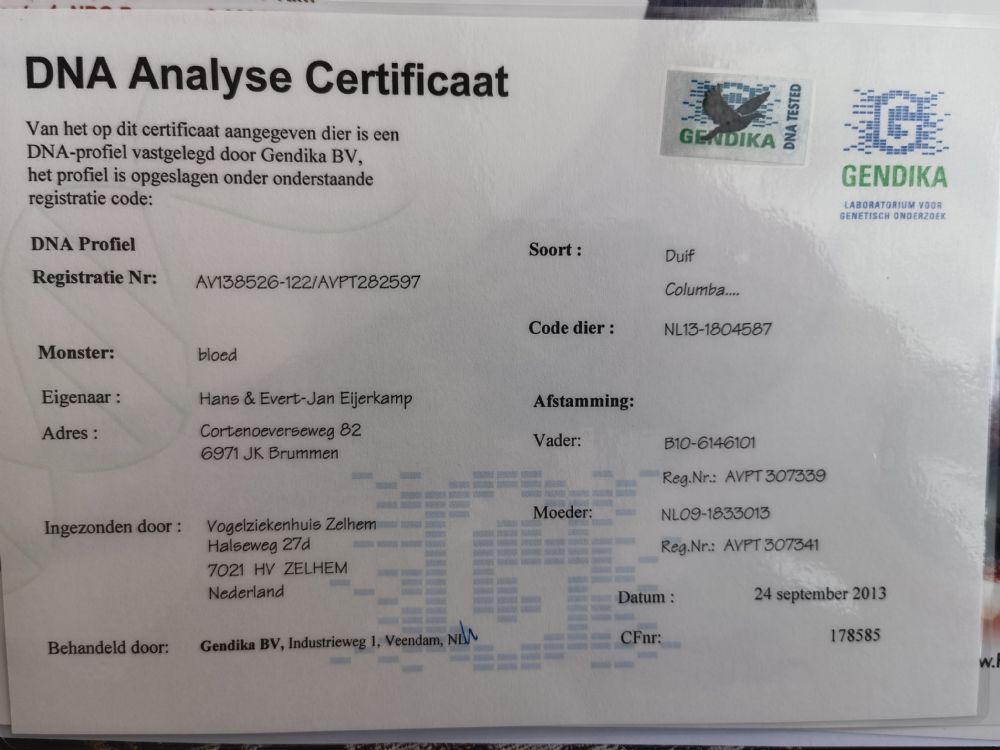 DNA Analyse Certificaat
Van het op dit certificaat aangegeven dier is een
DNA-profiel vastgelegd door Gendika BV,
het profiel is opgeslagen onder onderstaande
registratie code:
GENDIKA
DNA TESTED
GENDIKA
LABORATORIUM VOOR
GENETISCH ONDERZOEK
DNA Profiel
Registratie Nr: AV138526-122/AVPT282597
Monster: bloed
Eigenaar : Hans & Evert-Jan Eijerkamp
Adres : Cortenoeverseweg 82
6971 JK Brummen
Ingezonden door : Vogelziekenhuis Zelhem
Halseweg 27d
7021 HV ZELHEM
Nederland
Behandeld door: Gendika BV, Industrieweg 1, Veendam, NL
Soort : Duif
Columba....
Code dier : NL13-1804587
Afstamming:
Vader: B10-6146101
Reg.Nr.: AVPT 307339
Moeder: NL09-1833013
Reg.Nr.: AVPT 307341
Datum : 24 september 2013
CFnr: 178585